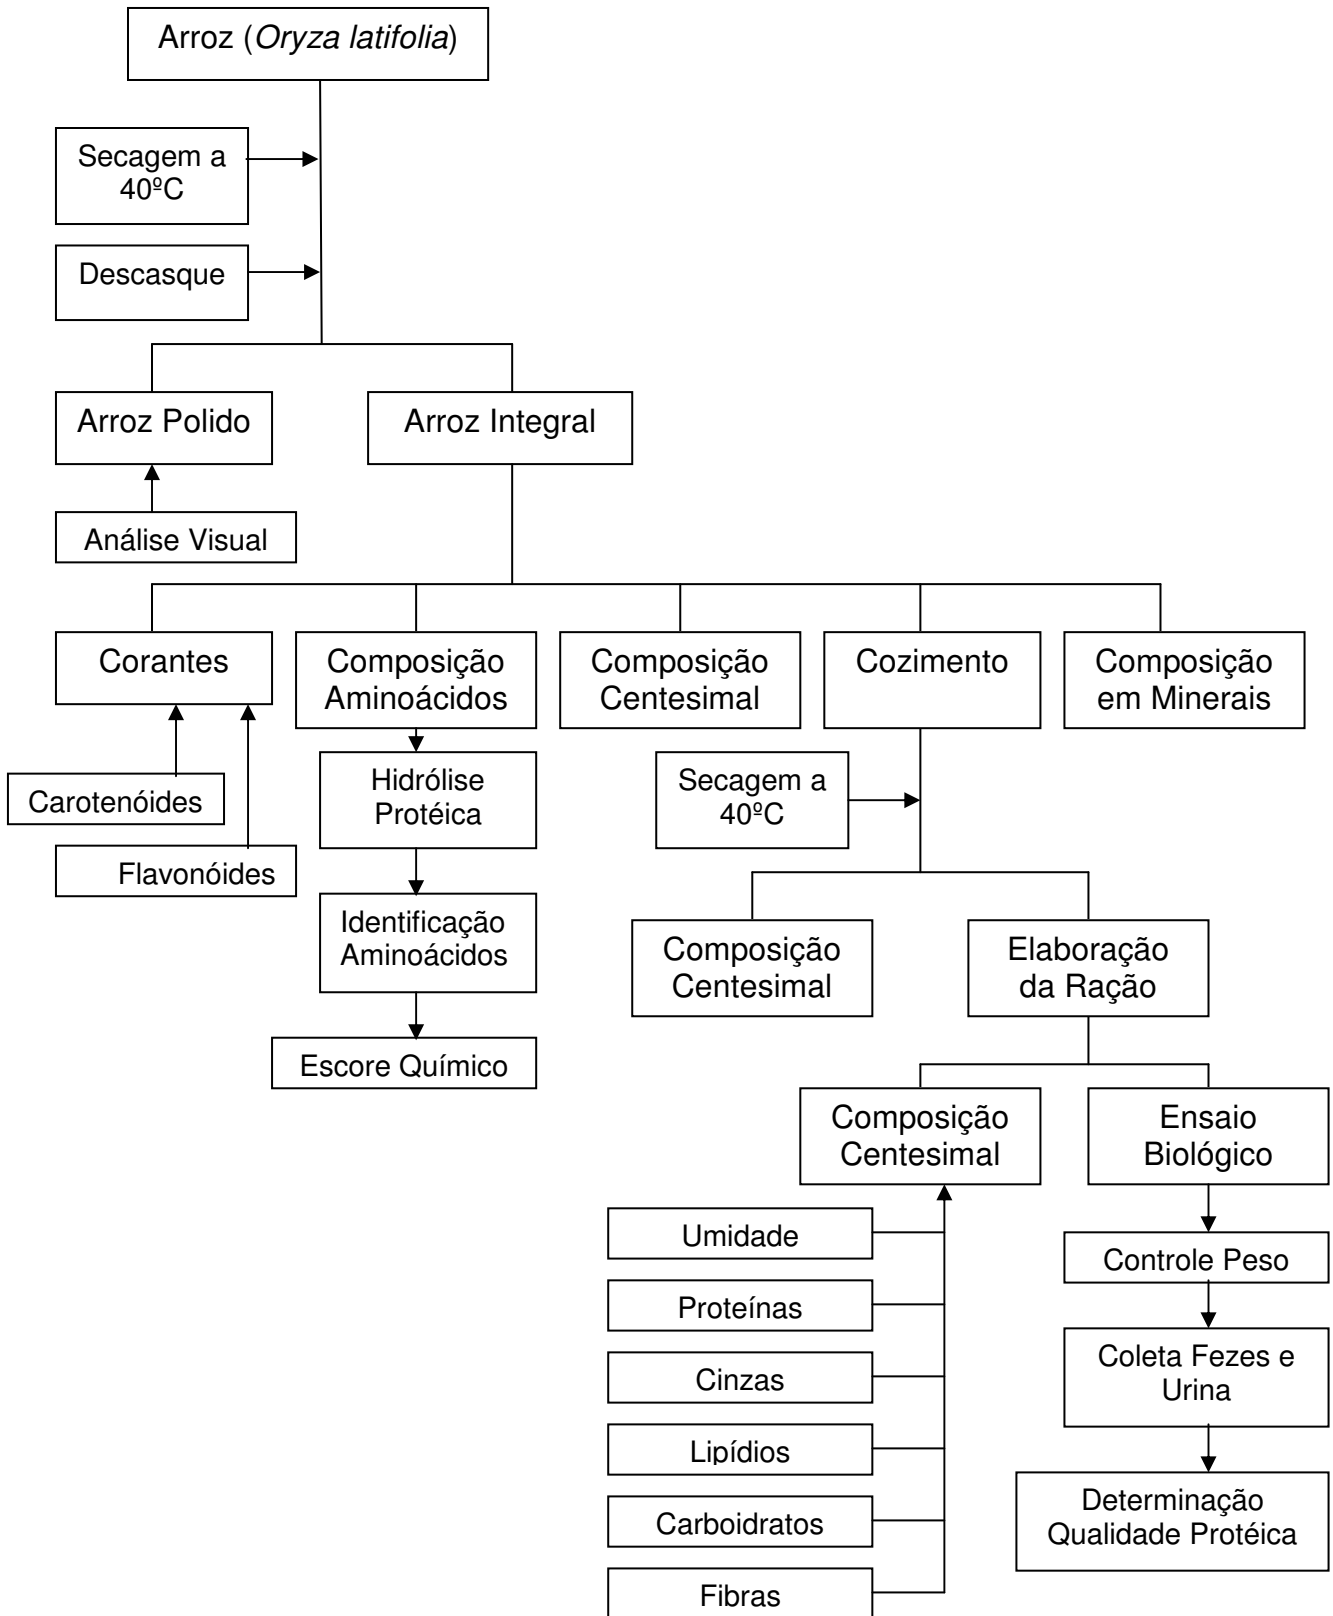 Arroz (Oryza latifolia)
Secagem a
40ºC
Descasque
Arroz Polido
Arroz Integral
Análise Visual
Corantes
Composição
Aminoácidos
Composição
Centesimal
Cozimento
Composição
em Minerais
Carotenóides
Flavonóides
Hidrólise
Protéica
Secagem a
40ºC
Identificação
Aminoácidos
Escore Químico
Composição
Centesimal
Elaboração
da Ração
Composição
Centesimal
Ensaio
Biológico
Umidade
Proteínas
Cinzas
Lipídios
Carboidratos
Fibras
Controle Peso
Coleta Fezes e
Urina
Determinação
Qualidade Protéica